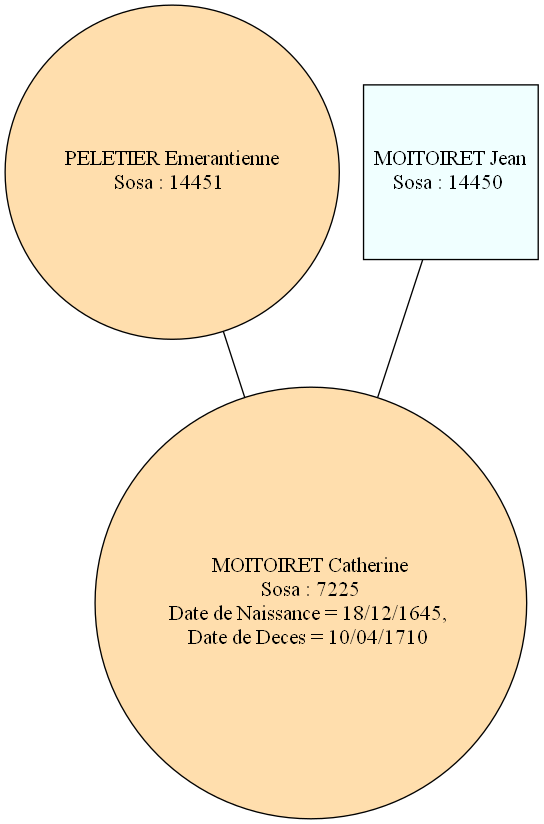 PELETIER Emerantienne
Sosa : 14451
MOITOIRET Jean
Sosa : 14450
MOITOIRET Catherine
Sosa : 7225
Date de Naissance = 18/12/1645,
Date de Deces = 10/04/1710